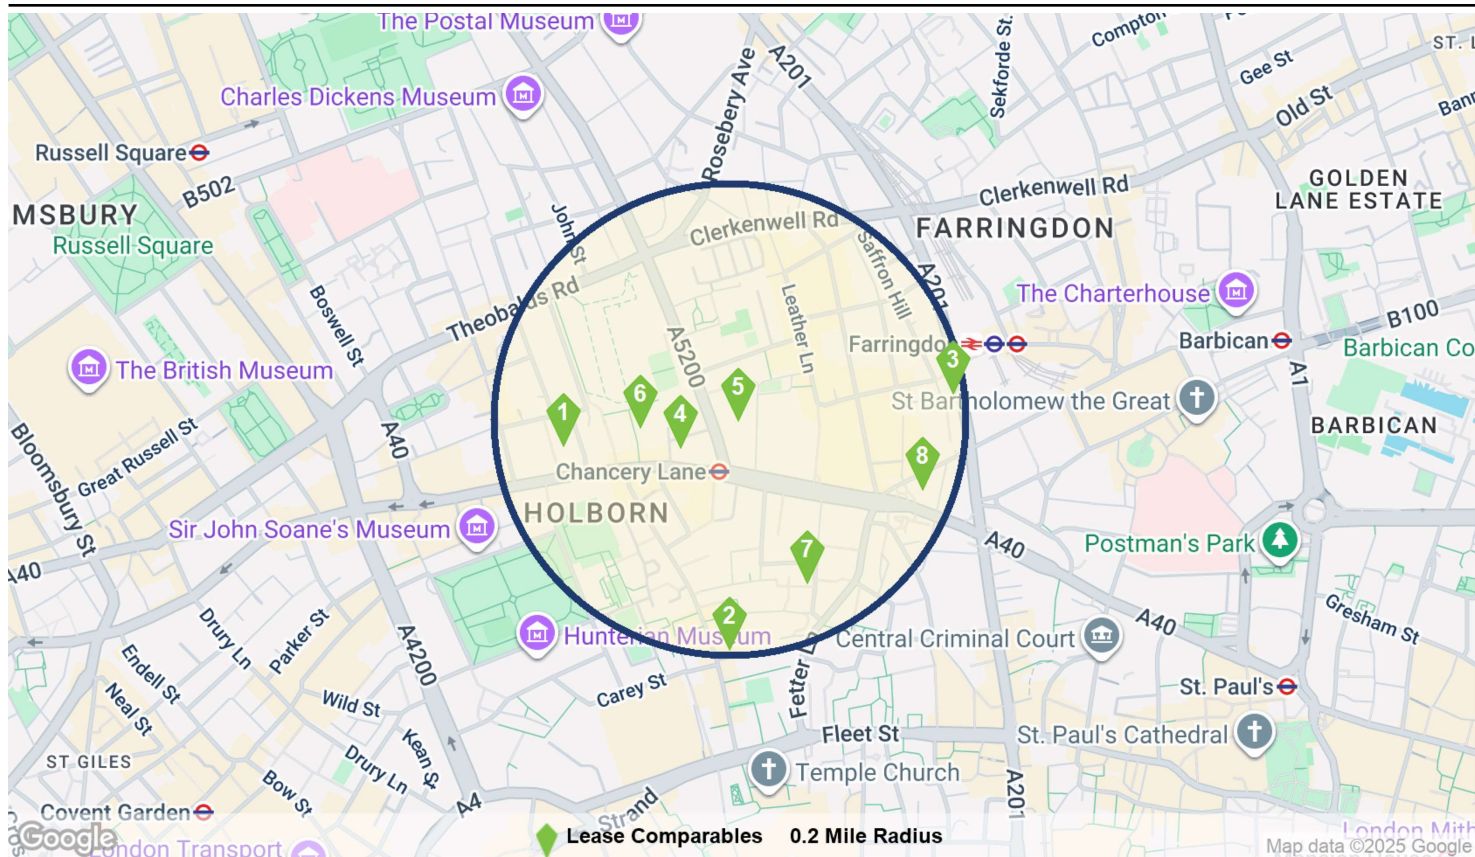 The Postal Museum
A201
Compton
ST. L
Gee St
Charles Dickens Museum
Rosebery Ave
Sekforde St.
Old St
Russell Square
B502
Clerkenwell Rd
GOLDEN
LANE ESTATE
MSBURY
Russell Square
John St
Clerkenwell Rd
FARRINGDON
Saffron Hill
A201
Theobalds Rd
Boswell St
Leather Ln
The Charterhouse
B100
A5200
Farringdo
Barbican
Barbican Co
The British Museum
3
A1
5
6
1
4
St Bartholomew the Great
BARBICAN
Great Russell St
A40
8
Bloomsbury St
Chancery Lane
HOLBORN
Sir John Soane's Museum
7
A40
Postman's Park
A40
Drury Ln
Parker St
2
Hunterian Museum
Central Criminal Court
A40
Gresham St
Endell St
A4200
Fetter Ln
Carey St
St. Paul's
Neal St
Wild St
Fleet St
St. Paul's Cathedral
Kean St
ST GILES
Drury Ln
Temple Church
Bow St
A201
Covent Garden
A4
Strand
Lease Comparables
0.2 Mile Radius
London Mith
Google
London Transport
Map data ©2025 Google